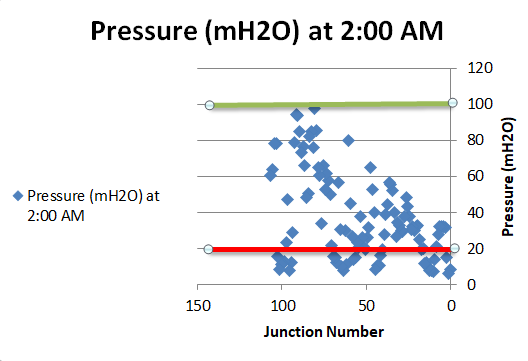 Pressure (mH2O) at 2:00 AM
120
100
80
60
40
20
0
Pressure (mH2O)
Pressure (mH2O) at
2:00 AM
150 100 50 0
Junction Number